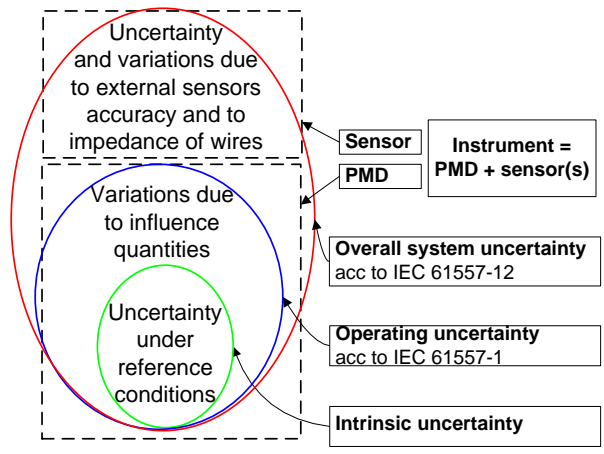 Uncertainty
and variations due
to external sensors
accuracy and to
impedance of wires
Sensor
PMD
Instrument =
PMD + sensor(s)
Variations due
to influence
quantities
Overall system uncertainty
acc to IEC 61557-12
Uncertainty
under
reference
conditions
Operating uncertainty
acc to IEC 61557-1
Intrinsic uncertainty